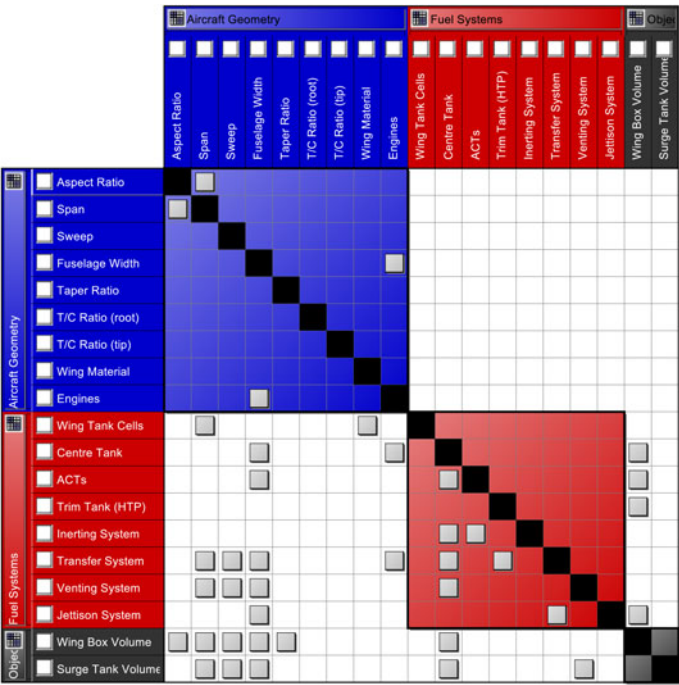 Aircraft Geometry
Fuel Systems
Objec
Aspect Ratio
Span
Sweep
Fuselage Width
Taper Ratio
T/C Ratio (root)
T/C Ratio (tip)
Wing Material
Engines
Wing Tank Cells
Centre Tank
ACTs
Trim Tank (HTP)
Inerting System
Transfer System
Venting System
Jettison System
Wing Box Volume
Surge Tank Volume
Aircraft Geometry
Aspect Ratio
Span
Sweep
Fuselage Width
Taper Ratio
T/C Ratio (root)
T/C Ratio (tip)
Wing Material
Engines
Fuel Systems
Wing Tank Cells
Centre Tank
ACTs
Trim Tank (HTP)
Inerting System
Transfer System
Venting System
Jettison System
Objec
Wing Box Volume
Surge Tank Volume